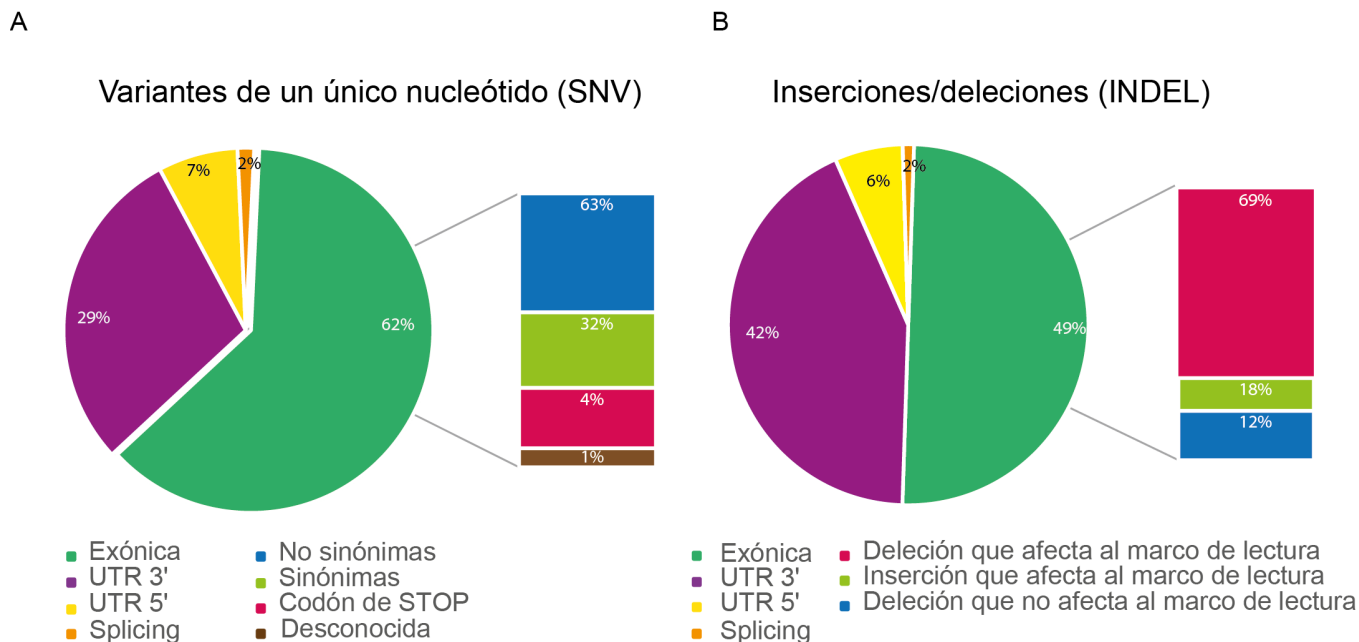 A
Variantes de un único nucleótido (SNV)
7%
2%
63%
29%
62%
32%
4%
1%
Exónica
UTR 3'
UTR 5'
Splicing
No sinónimas
Sinónimas
Codón de STOP
Desconocida
B
Inserciones/deleciones (INDEL)
6%
2%
69%
42%
49%
18%
12%
Exónica
UTR 3'
UTR 5'
Splicing
Deleción que afecta al marco de lectura
Inserción que afecta al marco de lectura
Deleción que no afecta al marco de lectura